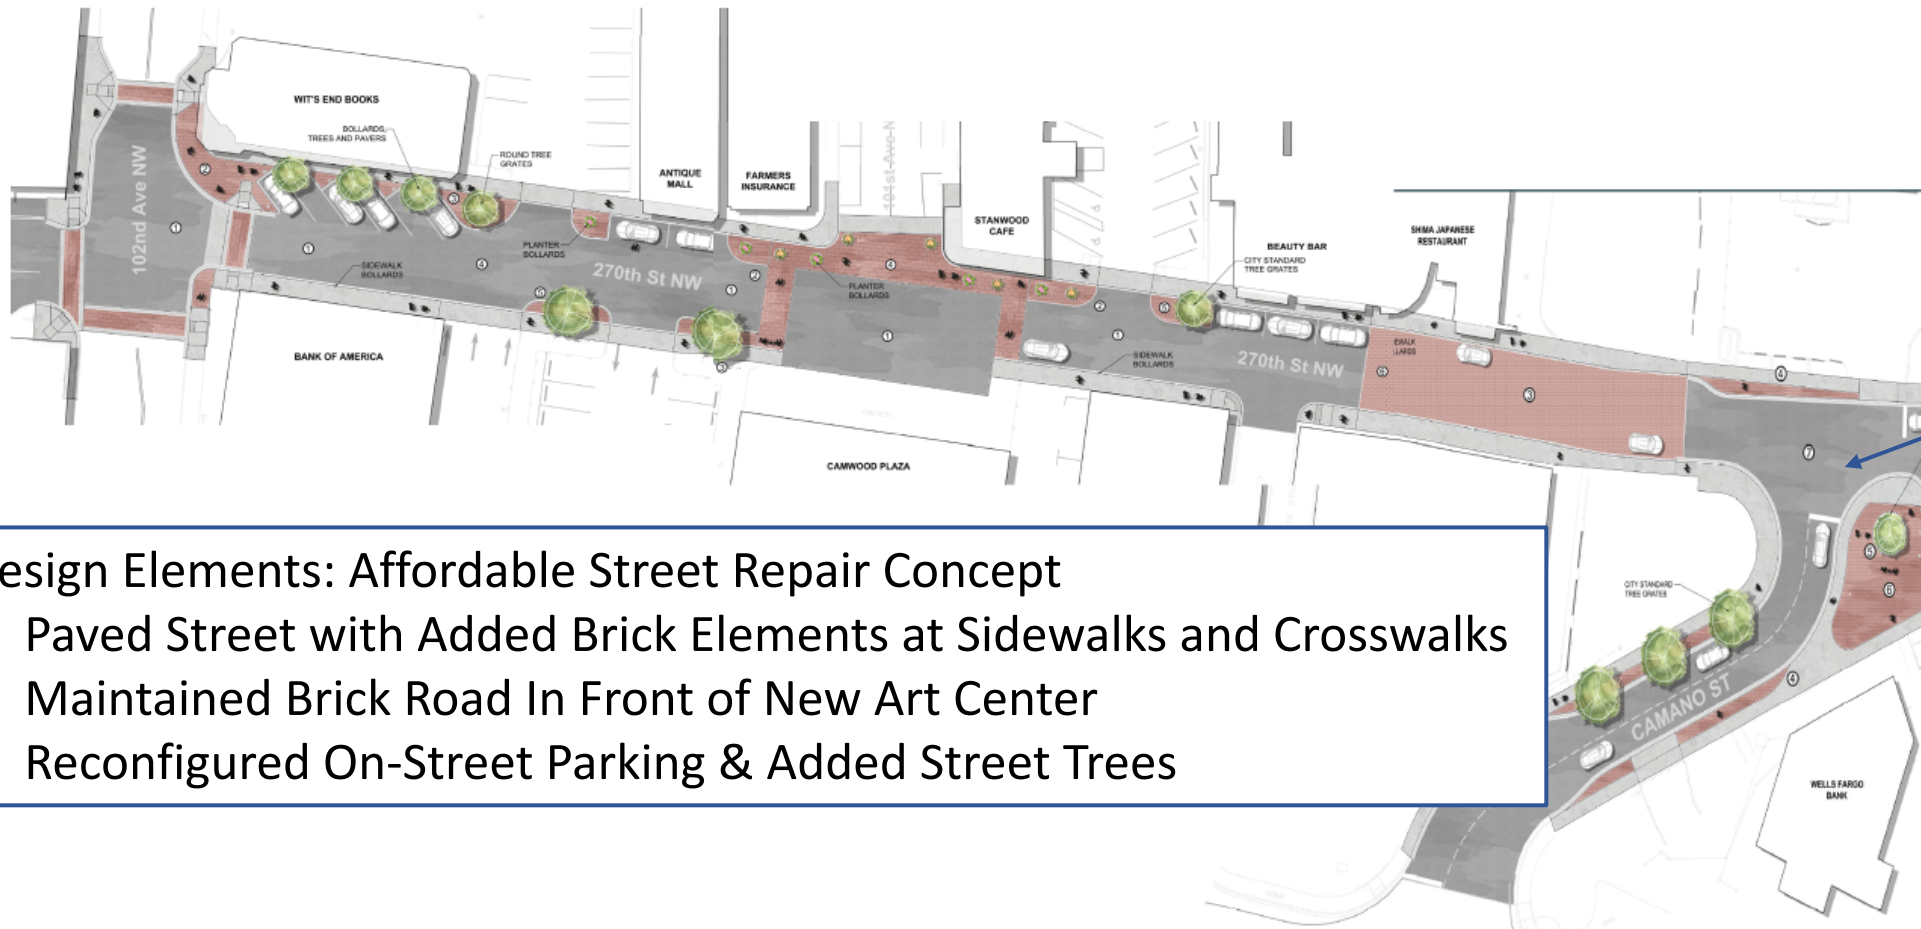 WIT'S END BOOKS
BOLLARDS,
TREES AND PAVERS
ROUND TREE
GRATES
102nd Ave NW
ANTIQUE
MALL
FARMERS
INSURANCE
101st Ave N
STANWOOD
CAFE
BEAUTY BAR
SHIMA JAPANESE
RESTAURANT
PLANTER
BOLLARDS
SIDEWALK
BOLLARDS
270th St NW
PLANTER
BOLLARDS
CITY STANDARD
TREE GRATES
SIDEWALK
BOLLARDS
270th St NW
EWALK
LARDS
BANK OF AMERICA
CAMWOOD PLAZA
esign Elements: Affordable Street Repair Concept
Paved Street with Added Brick Elements at Sidewalks and Crosswalks
Maintained Brick Road In Front of New Art Center
Reconfigured On-Street Parking & Added Street Trees
CITY STANDARD
TREE GRATES
CAMANO ST
WELLS FARGO
BANK